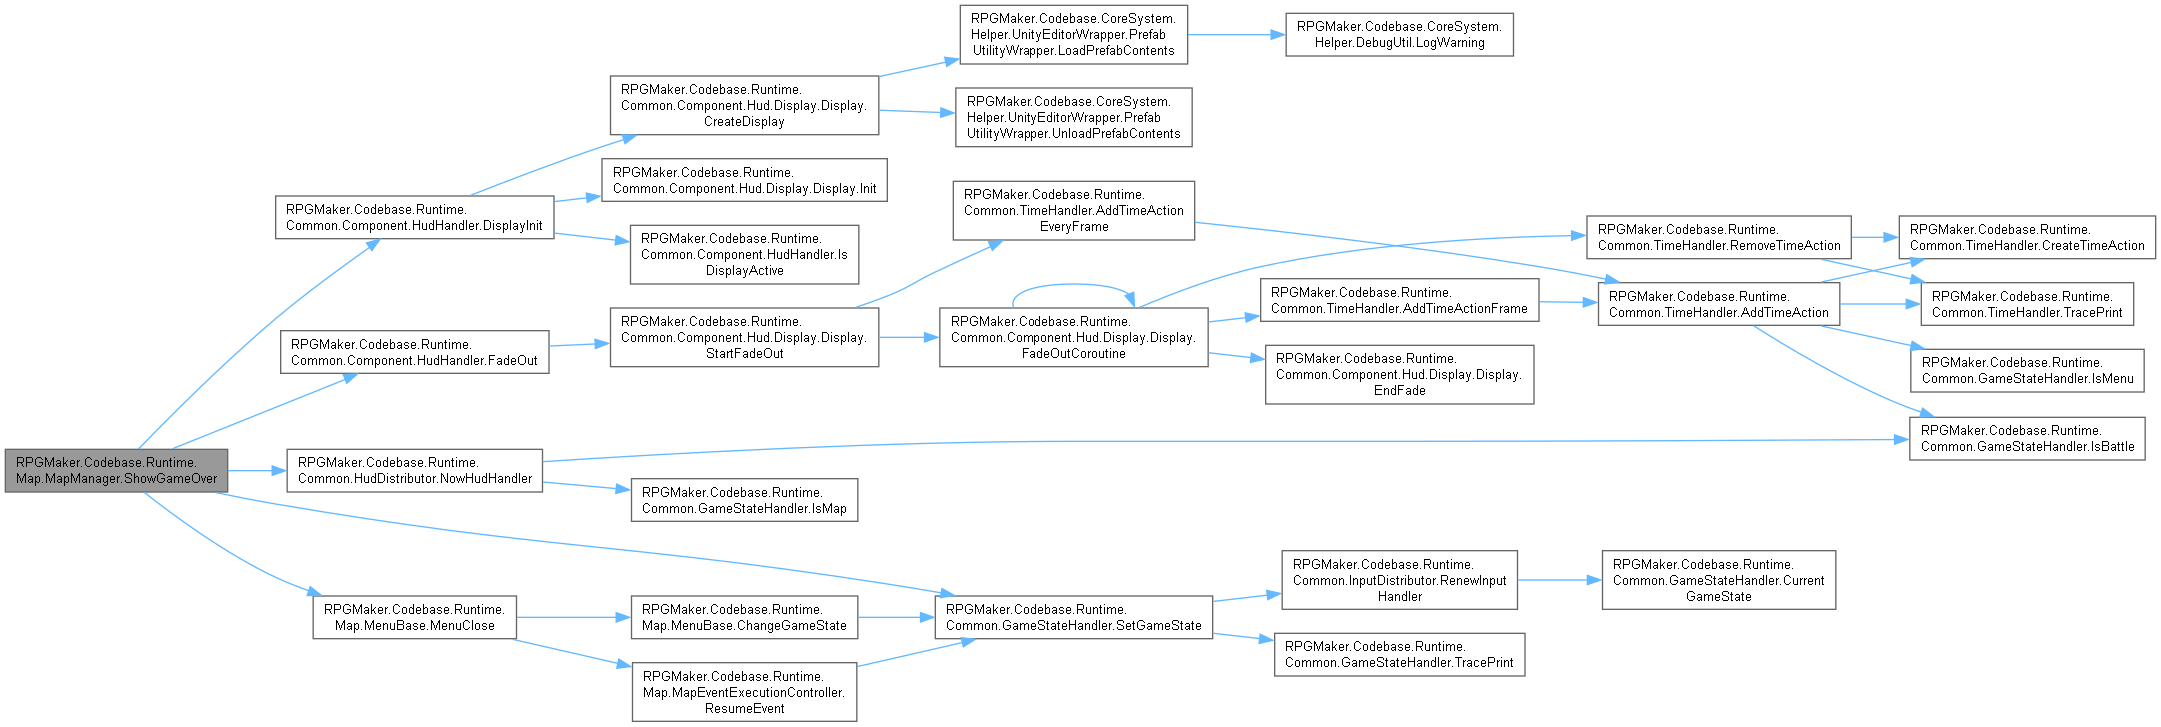 RPGMaker.Codebase.Runtime.
Map.MapManager.ShowGameOver
RPGMaker.Codebase.Runtime.
Common.Component.HudHandler.DisplayInit
RPGMaker.Codebase.Runtime.
Common.Component.Hud.Display.Display.
CreateDisplay
RPGMaker.Codebase.CoreSystem.
Helper.UnityEditorWrapper.Prefab
UtilityWrapper.LoadPrefabContents
RPGMaker.Codebase.CoreSystem.
Helper.DebugUtil.LogWarning
RPGMaker.Codebase.CoreSystem.
Helper.UnityEditorWrapper.Prefab
UtilityWrapper.UnloadPrefabContents
RPGMaker.Codebase.Runtime.
Common.Component.Hud.Display.Display.Init
RPGMaker.Codebase.Runtime.
Common.Component.HudHandler.Is
DisplayActive
RPGMaker.Codebase.Runtime.
Common.Component.HudHandler.FadeOut
RPGMaker.Codebase.Runtime.
Common.Component.Hud.Display.Display.
StartFadeOut
RPGMaker.Codebase.Runtime.
Common.TimeHandler.AddTimeAction
EveryFrame
RPGMaker.Codebase.Runtime.
Common.Component.Hud.Display.Display.
FadeOutCoroutine
RPGMaker.Codebase.Runtime.
Common.TimeHandler.RemoveTimeAction
RPGMaker.Codebase.Runtime.
Common.TimeHandler.AddTimeActionFrame
RPGMaker.Codebase.Runtime.
Common.Component.Hud.Display.Display.
EndFade
RPGMaker.Codebase.Runtime.
Common.TimeHandler.AddTimeAction
RPGMaker.Codebase.Runtime.
Common.TimeHandler.CreateTimeAction
RPGMaker.Codebase.Runtime.
Common.TimeHandler.TracePrint
RPGMaker.Codebase.Runtime.
Common.GameStateHandler.IsMenu
RPGMaker.Codebase.Runtime.
Common.GameStateHandler.IsBattle
RPGMaker.Codebase.Runtime.
Common.HudDistributor.NowHudHandler
RPGMaker.Codebase.Runtime.
Common.GameStateHandler.IsMap
RPGMaker.Codebase.Runtime.
Map.MenuBase.MenuClose
RPGMaker.Codebase.Runtime.
Map.MenuBase.ChangeGameState
RPGMaker.Codebase.Runtime.
Map.MapEventExecutionController.
ResumeEvent
RPGMaker.Codebase.Runtime.
Common.GameStateHandler.SetGameState
RPGMaker.Codebase.Runtime.
Common.InputDistributor.RenewInput
Handler
RPGMaker.Codebase.Runtime.
Common.GameStateHandler.Current
GameState
RPGMaker.Codebase.Runtime.
Common.GameStateHandler.TracePrint